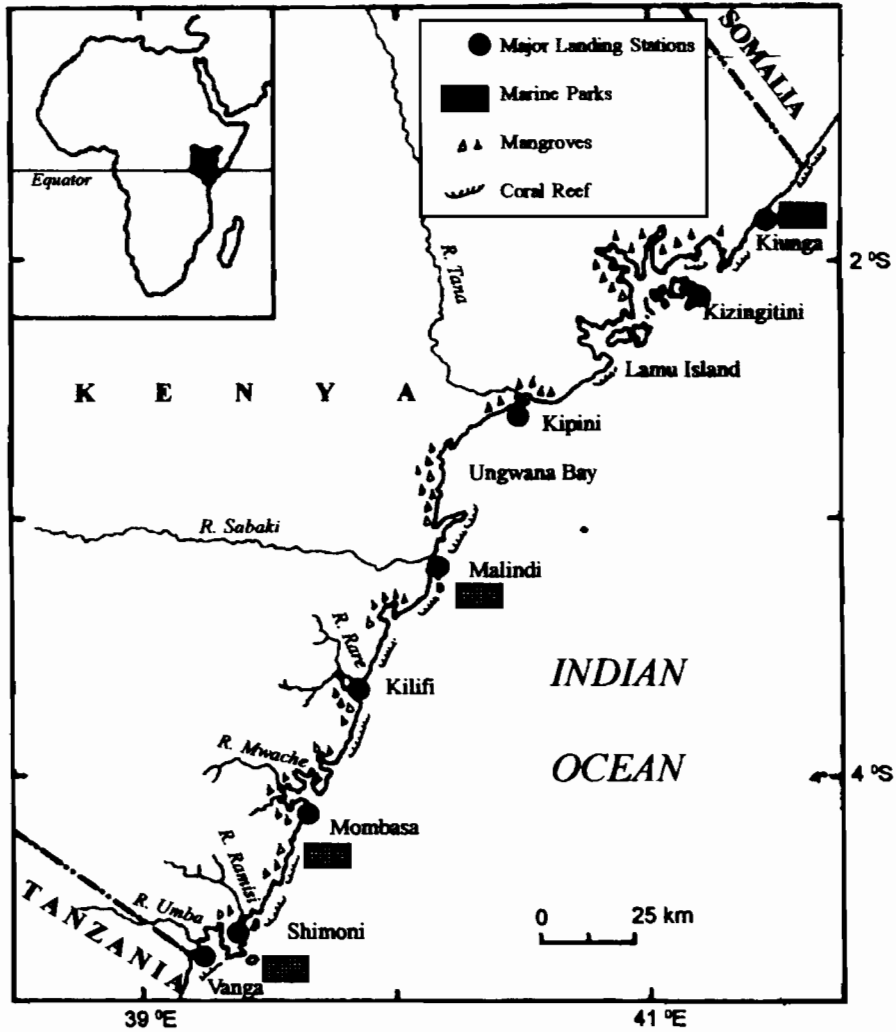 Major Landing Stations
Marine Parks
Mangroves
Coral Reef
SOMALIA
Equator
R. Tana
Kiunga
2 °S
Kizingitini
Lamu Island
K E N Y A
Kipini
Ungwana Bay
R. Sabaki
Malindi
R. Rare
INDIAN
Kilifi
R. Mwache
OCEAN
4 °S
Mombasa
R. Ramisi
TANZANIA
R. Umba
Shimoni
0 25 km
Vanga
39 °E
41 °E